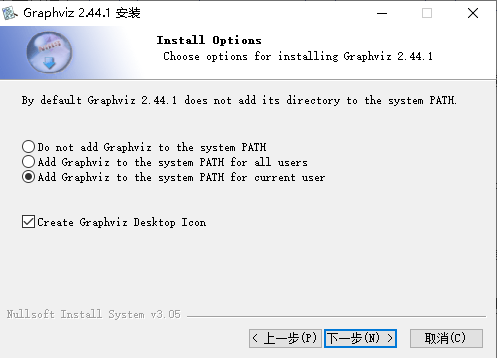 Graphviz 2.44.1 安装
Install Options
Choose options for installing Graphviz 2.44.1
By default Graphviz 2.44.1 does not add its directory to the system PATH.
Do not add Graphviz to the system PATH
Add Graphviz to the system PATH for all users
Add Graphviz to the system PATH for current user
Create Graphviz Desktop Icon
Nullsoft Install System v3.05
< 上一步(P) 下一步(N) > 取消(C)